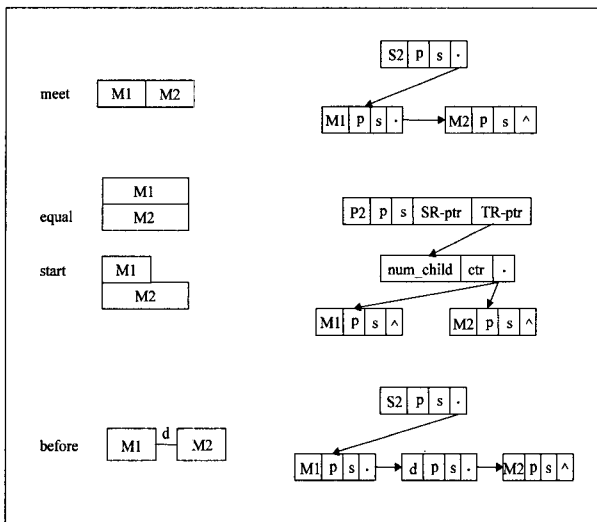 S2 p s .
meet M1 M2
M1 p s . M2 p s ^
M1
P2 p s SR-ptr TR-ptr
equal M2
start M1 num_child ctr .
M2
M1 p s ^ M2 p s ^
S2 p s .
before M1 d M2
M1 p s . d p s . M2 p s ^